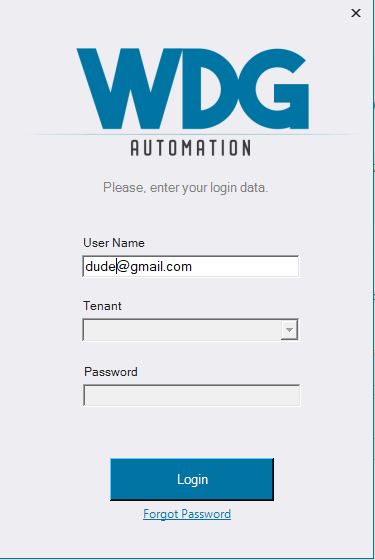 WDG
AUTOMATION
Please, enter your login data.
User Name
dude@gmail.com
Tenant
Password
Login
Forgot Password